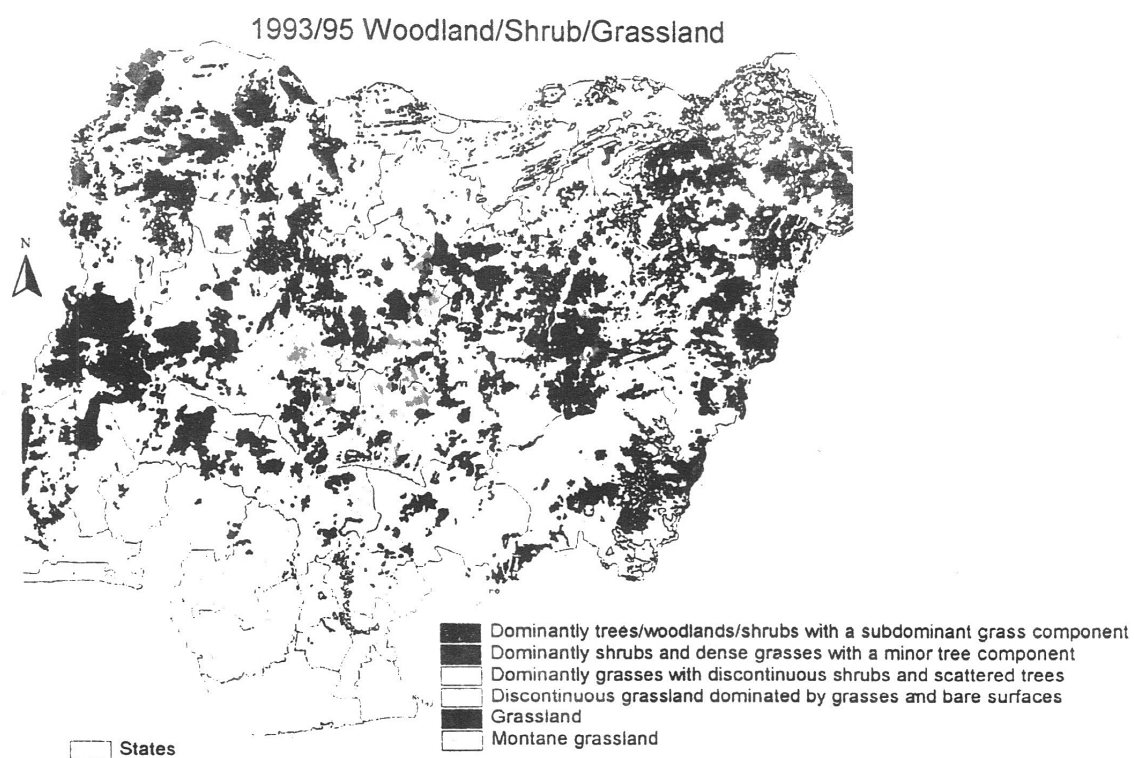 1993/95 Woodland/Shrub/Grassland
N
Dominantly trees/woodlands/shrubs with a subdominant grass component
Dominantly shrubs and dense grasses with a minor tree component
Dominantly grasses with discontinuous shrubs and scattered trees
Discontinuous grassland dominated by grasses and bare surfaces
Grassland
Montane grassland
States